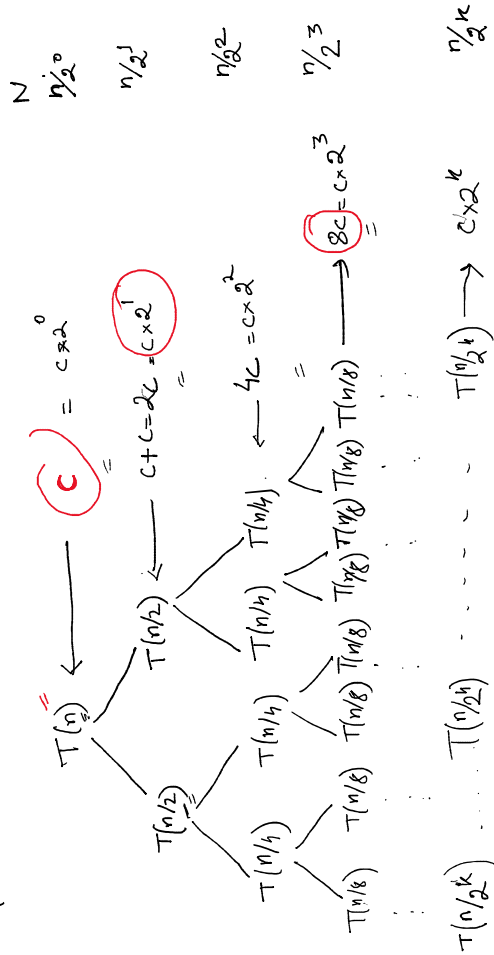 N
T(n) C = c×2^0 n/2^0
T(n/2) T(n/2) c+c=2c = c×2^1 n/2^1
T(n/4) T(n/4) T(n/4) T(n/4) 4c = c×2^2 n/2^2
T(n/8) T(n/8) T(n/8) T(n/8) T(n/8) T(n/8) T(n/8) T(n/8) 8c = c×2^3 n/2^3
T(n/2^k) .... T(n/2^k) T(n/2^k) → c×2^k n/2^k